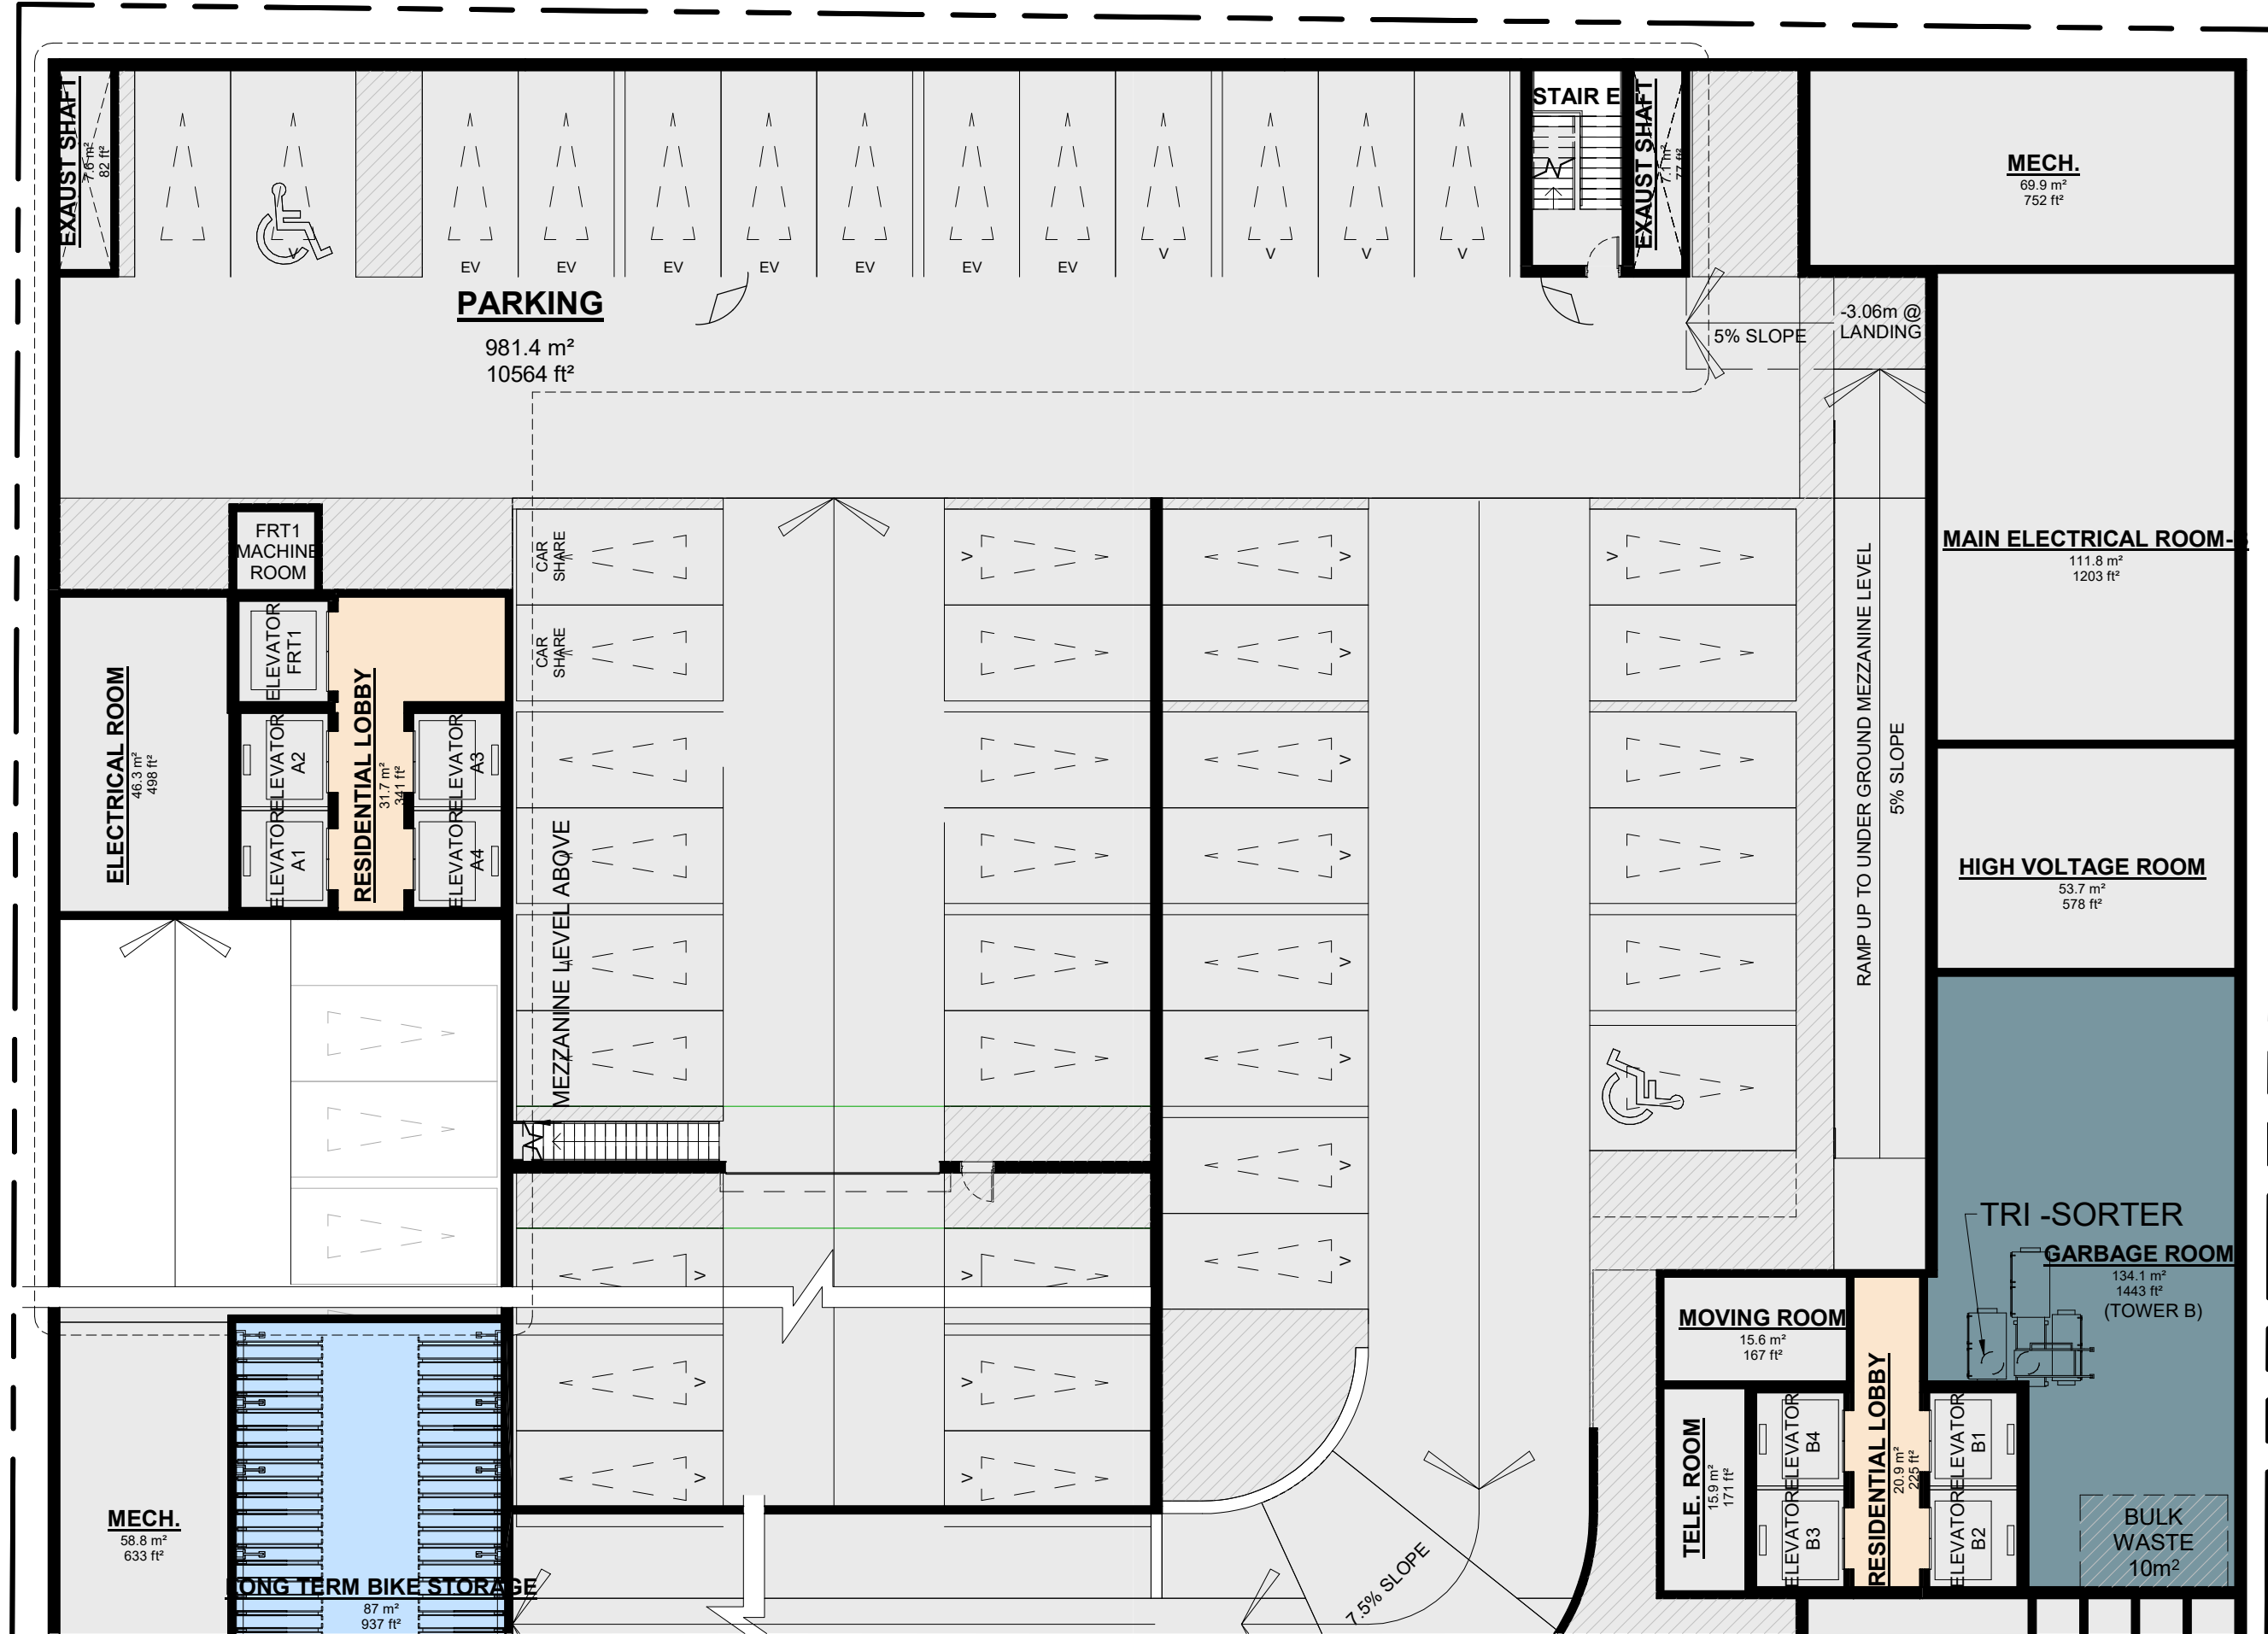 EXAUST SHAFT
7.6 m²
82 ft²
V
EV
EV
EV
EV
EV
EV
EV
V
V
V
V
STAIR E
EXAUST SHAFT
7.1 m²
77 ft²
MECH.
69.9 m²
752 ft²
PARKING
981.4 m²
10564 ft²
5% SLOPE
-3.06m @
LANDING
FRT1
MACHINE
ROOM
CAR
SHARE
V
V
V
CAR
SHARE
V
MAIN ELECTRICAL ROOM-
111.8 m²
1203 ft²
ELEVATOR
FRT1
ELECTRICAL ROOM
46.3 m²
498 ft²
ELEVATOR
A2
ELEVATOR
A1
RESIDENTIAL LOBBY
31.7 m²
341 ft²
ELEVATOR
A3
ELEVATOR
A4
MEZZANINE LEVEL ABOVE
V
V
V
V
V
V
RAMP UP TO UNDER GROUND MEZZANINE LEVEL
5% SLOPE
HIGH VOLTAGE ROOM
53.7 m²
578 ft²
TRI -SORTER
GARBAGE ROOM
134.1 m²
1443 ft²
(TOWER B)
V
V
V
V
V
V
MOVING ROOM
15.6 m²
167 ft²
TELE. ROOM
15.9 m²
171 ft²
ELEVATOR
B4
ELEVATOR
B3
RESIDENTIAL LOBBY
20.9 m²
225 ft²
ELEVATOR
B1
ELEVATOR
B2
BULK
WASTE
10m²
MECH.
58.8 m²
633 ft²
LONG TERM BIKE STORAGE
87 m²
937 ft²
7.5% SLOPE